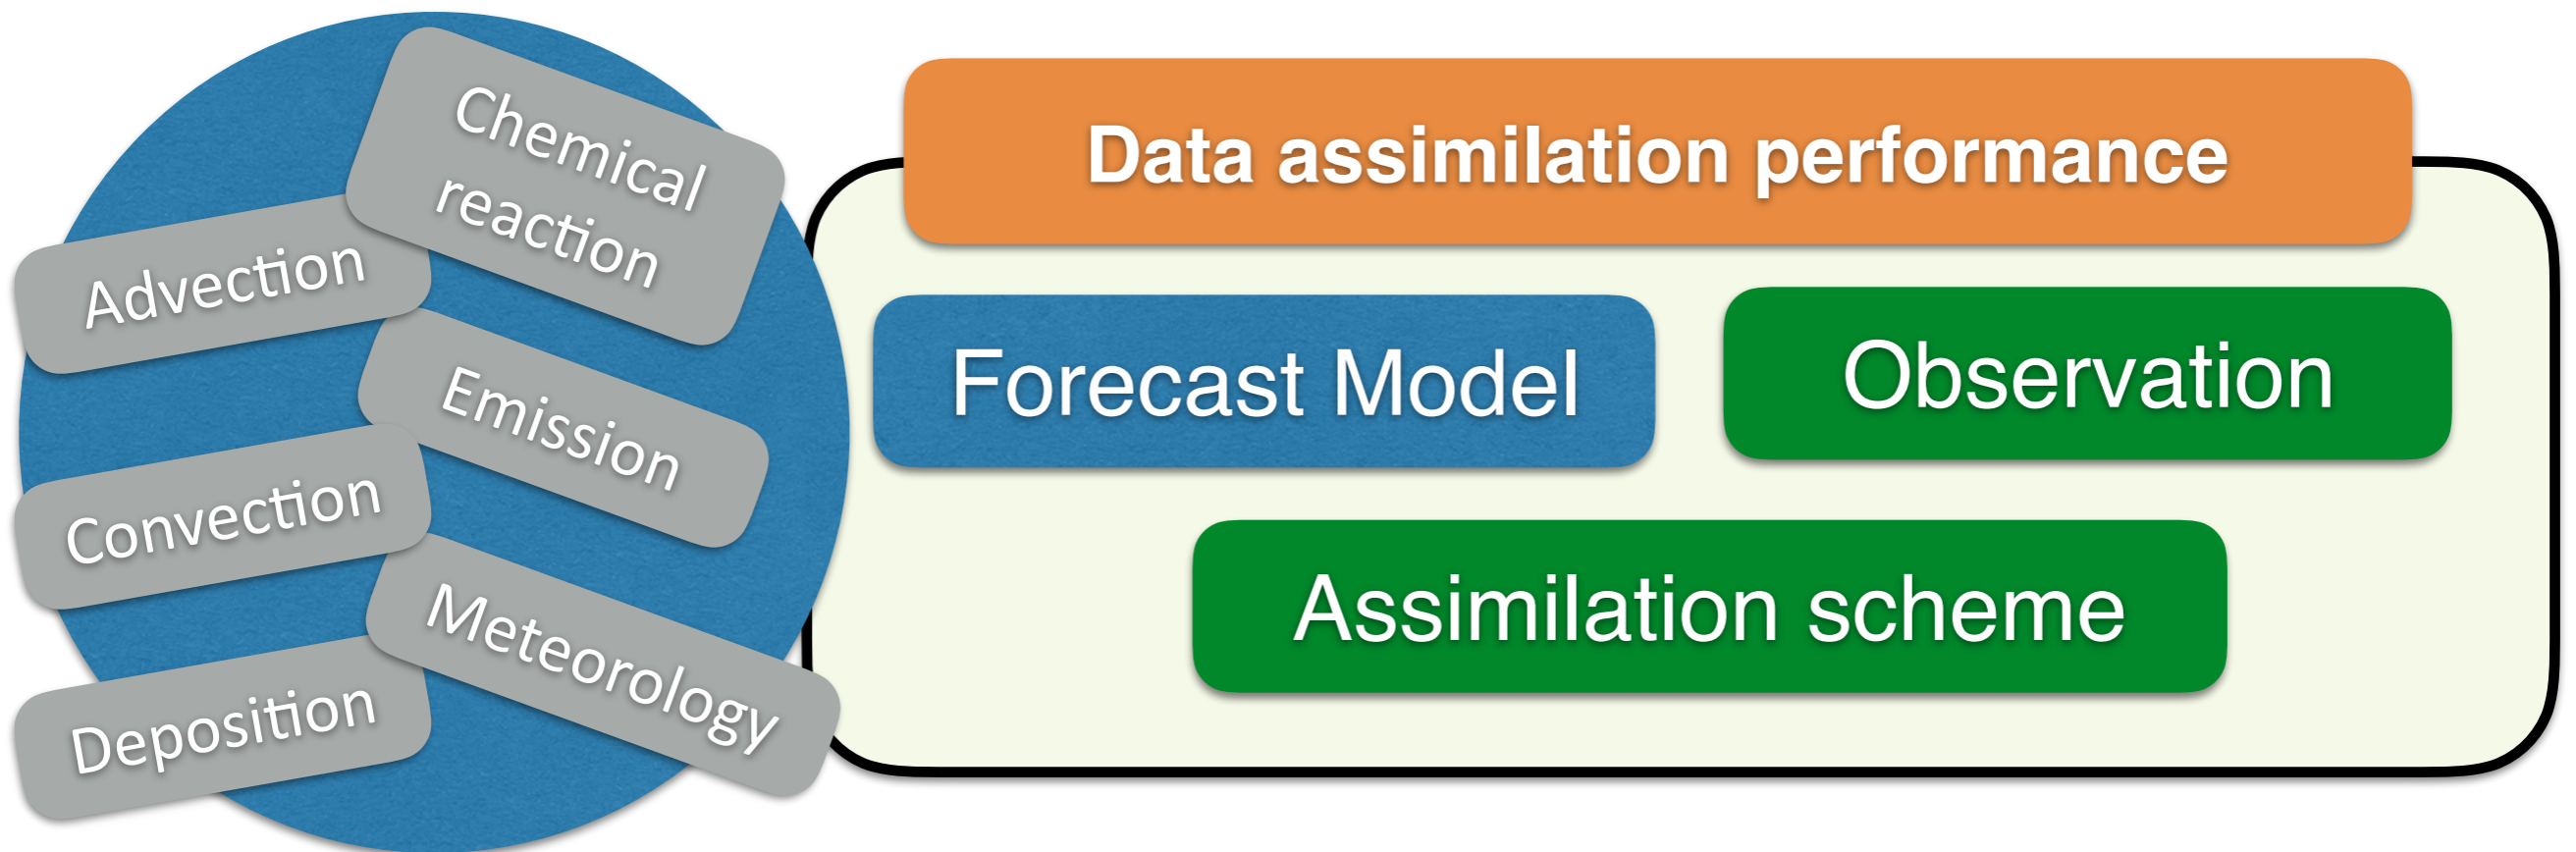 Chemical
reaction
Advection
Emission
Convection
Meteorology
Deposition
Data assimilation performance
Forecast Model
Observation
Assimilation scheme